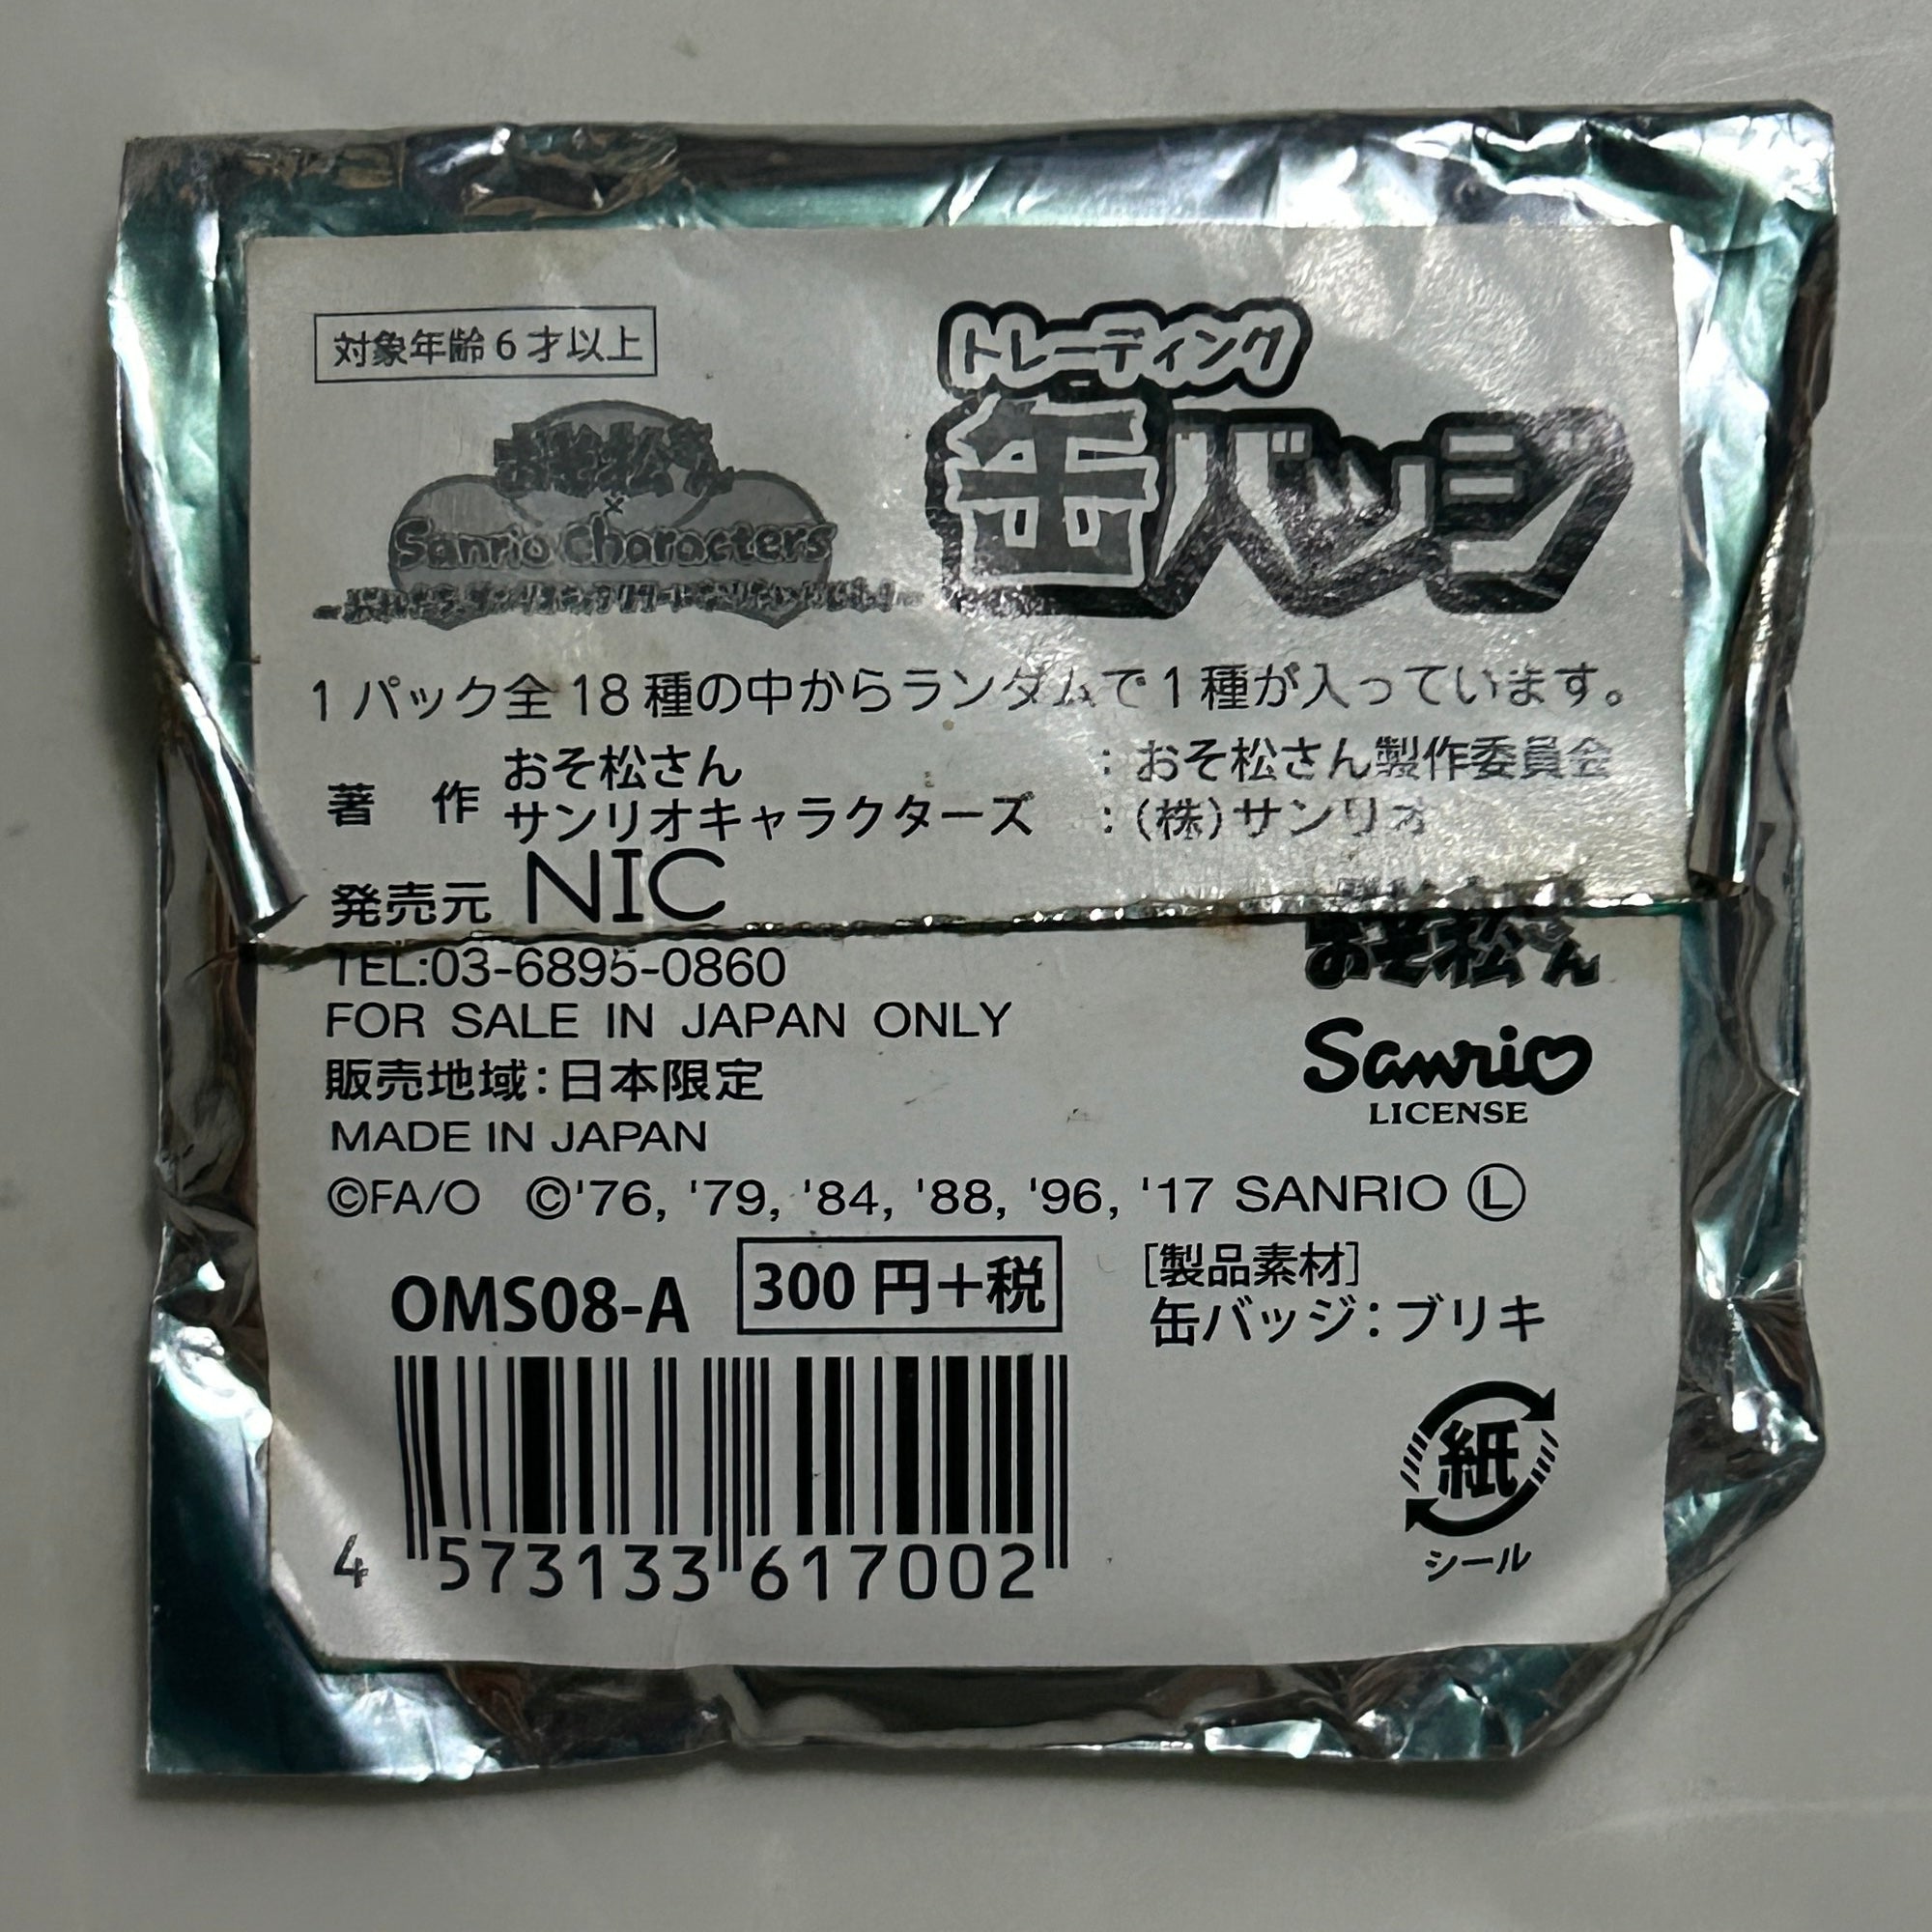 対象年齢6才以上
トレーディング
缶バッジ
おそ松さん
×
Sanrio Characters
1パック全18種の中からランダムで1種が入っています。
著 作 おそ松さん : おそ松さん製作委員会
サンリオキャラクターズ : (株)サンリオ
発売元 NIC
TEL:03-6895-0860
おそ松さん
FOR SALE IN JAPAN ONLY
販売地域:日本限定
Sanrio
LICENSE
MADE IN JAPAN
©FA/O ©'76, '79, '84, '88, '96, '17 SANRIO Ⓛ
OMS08-A 300円+税
[製品素材]
缶バッジ:ブリキ
紙
シール
4 573133 617002